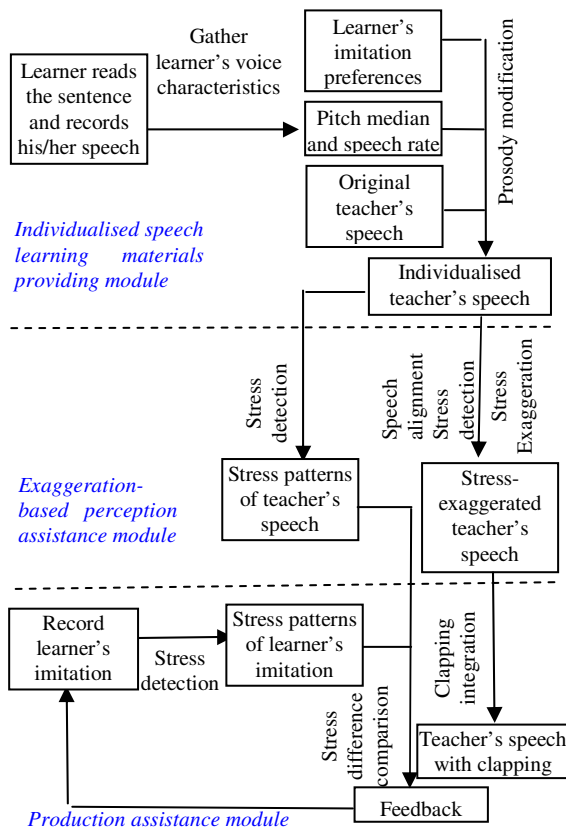 Learner reads
the sentence
and records
his/her speech
Gather
learner's voice
characteristics
Learner's
imitation
preferences
Pitch median
and speech rate
Original
teacher's
speech
Prosody modification
Individualised speech
learning materials
providing module
Individualised
teacher's speech
Stress
detection
Speech
alignment
Stress
detection
Stress
Exaggeration
Exaggeration-
based perception
assistance module
Stress patterns
of teacher's
speech
Stress-
exaggerated
teacher's
speech
Record
learner's
imitation
Stress
detection
Stress patterns
of learner's
imitation
Stress
difference
comparison
Clapping
integration
Teacher's speech
with clapping
Feedback
Production assistance module